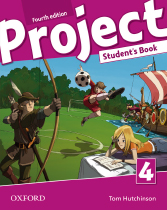 Fourth edition
Project
Student's Book
4
OXFORD
Tom Hutchinson